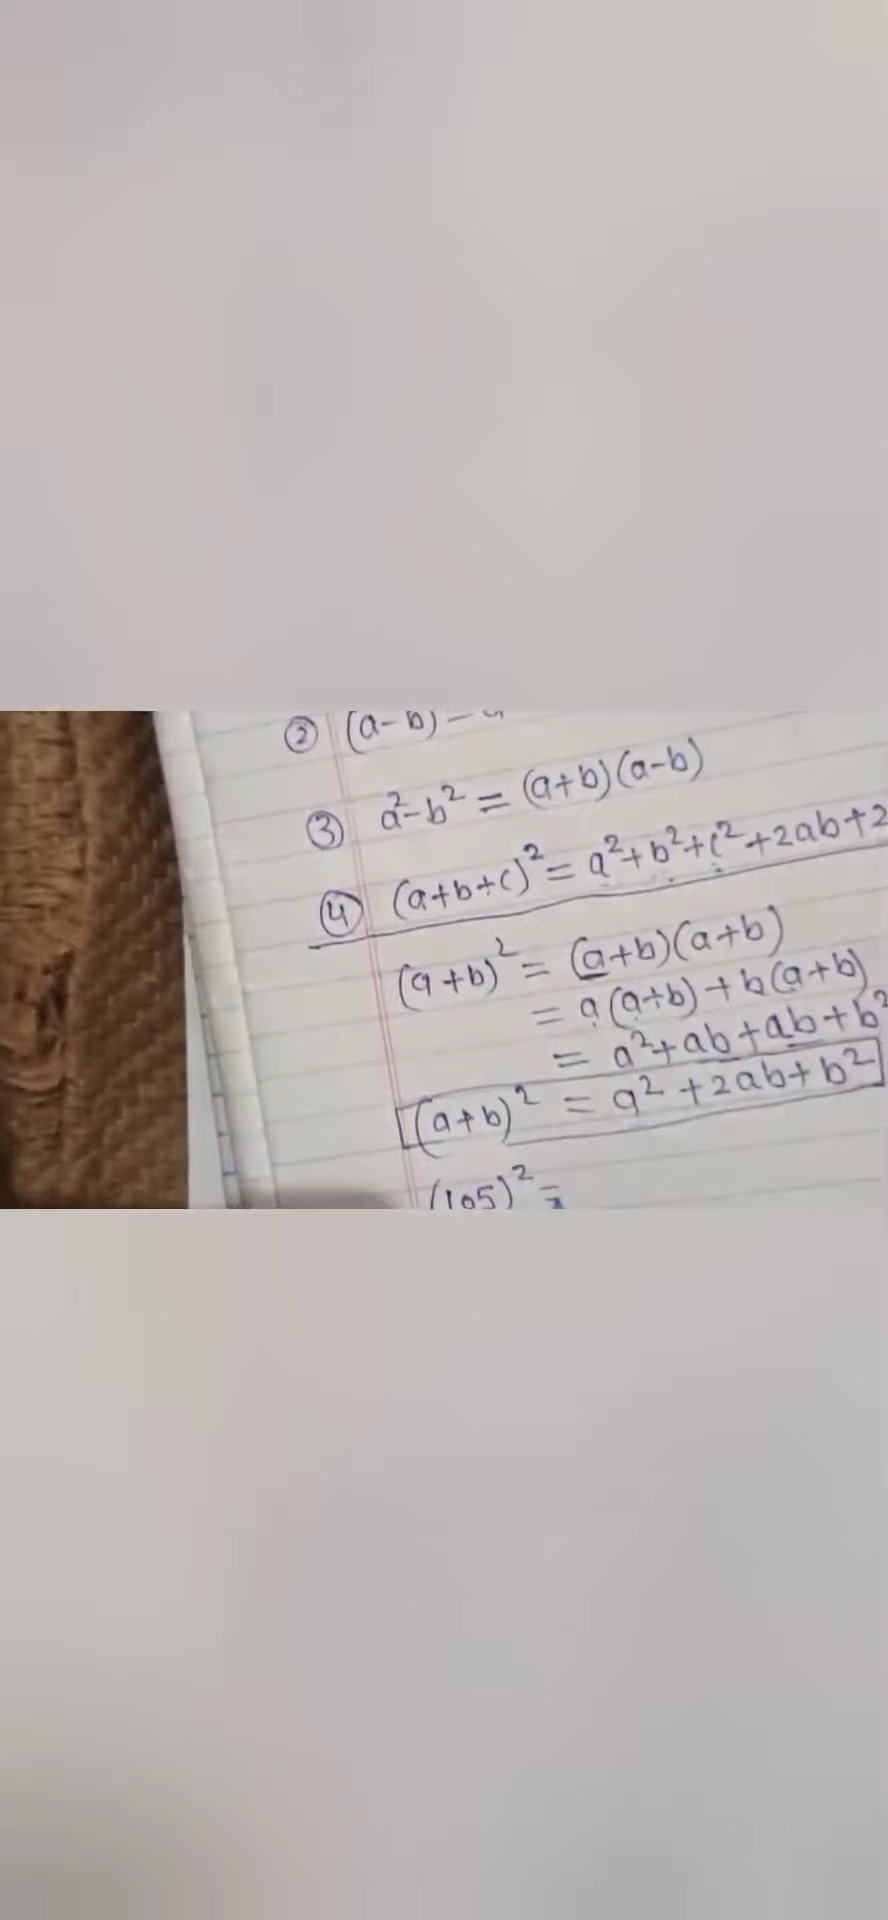 ② (a-b) -
③ a²-b² = (a+b)(a-b)
④ (a+b+c)² = a²+b²+c²+2ab+2
(a+b)² = (a+b)(a+b)
= a(a+b)+b(a+b)
= a²+ab+ab+b²
(a+b)² = a²+2ab+b²
(105)² =